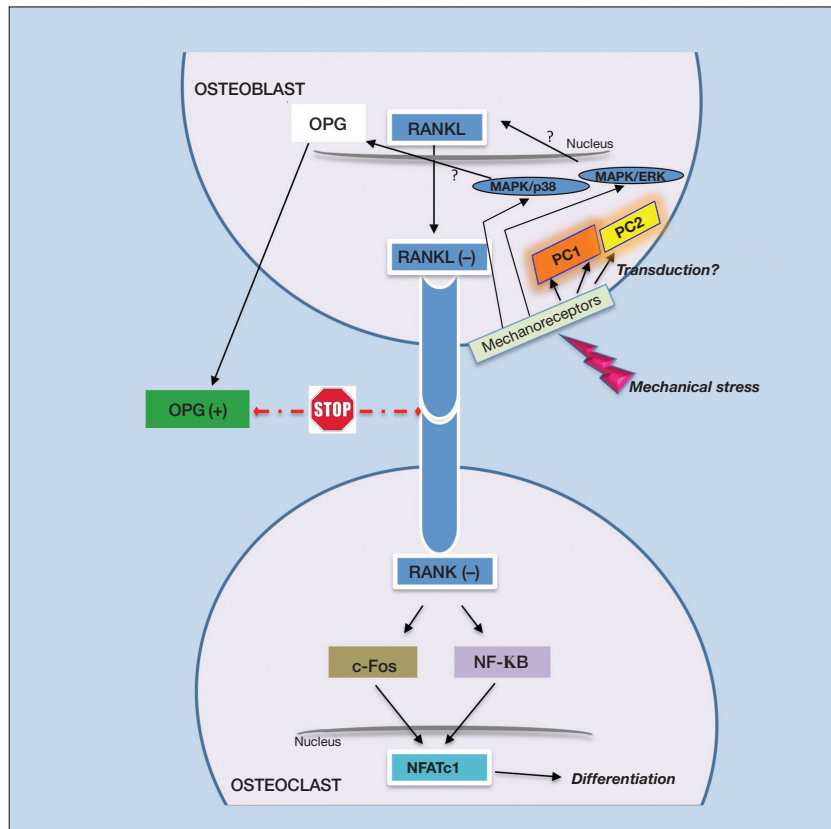 OSTEOBLAST
OPG
RANKL
?
Nucleus
?
MAPK/p38
MAPK/ERK
RANKL (–)
PC1
PC2
Transduction?
Mechanoreceptors
Mechanical stress
OPG (+)
STOP
RANK (–)
c-Fos
NF-KB
Nucleus
NFATc1
Differentiation
OSTEOCLAST